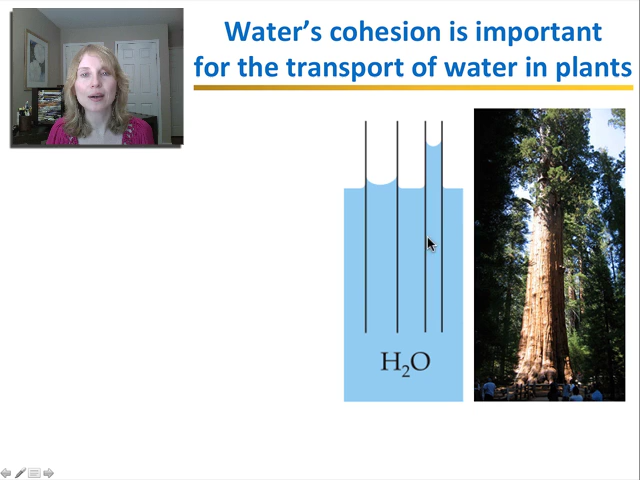 Water’s cohesion is important
for the transport of water in plants
H₂O